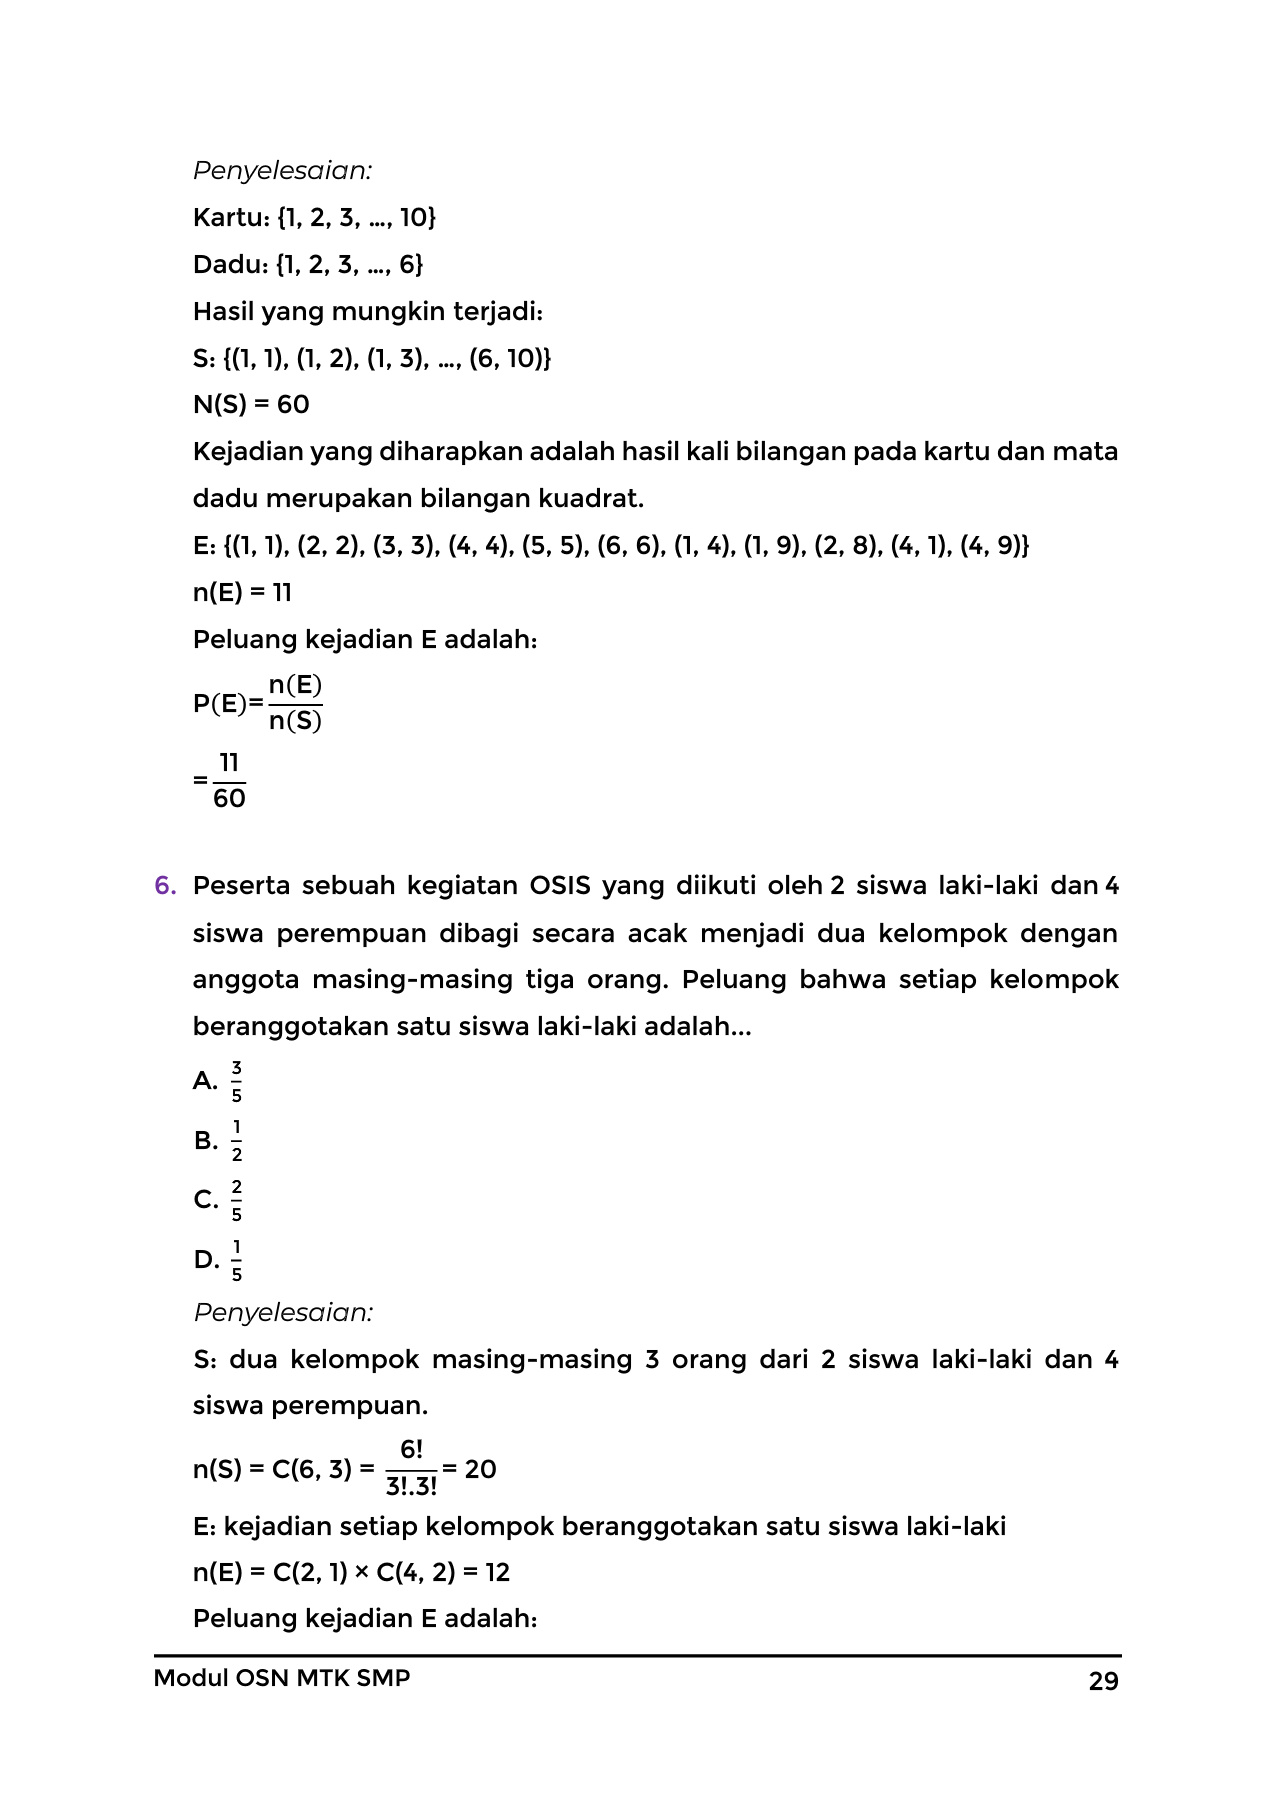 Penyelesaian:
Kartu: {1, 2, 3, ..., 10}
Dadu: {1, 2, 3, ..., 6}
Hasil yang mungkin terjadi:
S: {(1, 1), (1, 2), (1, 3), ..., (6, 10)}
N(S) = 60
Kejadian yang diharapkan adalah hasil kali bilangan pada kartu dan mata
dadu merupakan bilangan kuadrat.
E: {(1, 1), (2, 2), (3, 3), (4, 4), (5, 5), (6, 6), (1, 4), (1, 9), (2, 8), (4, 1), (4, 9)}
n(E) = 11
Peluang kejadian E adalah:
P(E)= n(E)/n(S)
= 11/60
6. Peserta sebuah kegiatan OSIS yang diikuti oleh 2 siswa laki-laki dan 4
siswa perempuan dibagi secara acak menjadi dua kelompok dengan
anggota masing-masing tiga orang. Peluang bahwa setiap kelompok
beranggotakan satu siswa laki-laki adalah...
A. 3/5
B. 1/2
C. 2/5
D. 1/5
Penyelesaian:
S: dua kelompok masing-masing 3 orang dari 2 siswa laki-laki dan 4
siswa perempuan.
n(S) = C(6, 3) = 6!/3!.3! = 20
E: kejadian setiap kelompok beranggotakan satu siswa laki-laki
n(E) = C(2, 1) × C(4, 2) = 12
Peluang kejadian E adalah:
Modul OSN MTK SMP
29